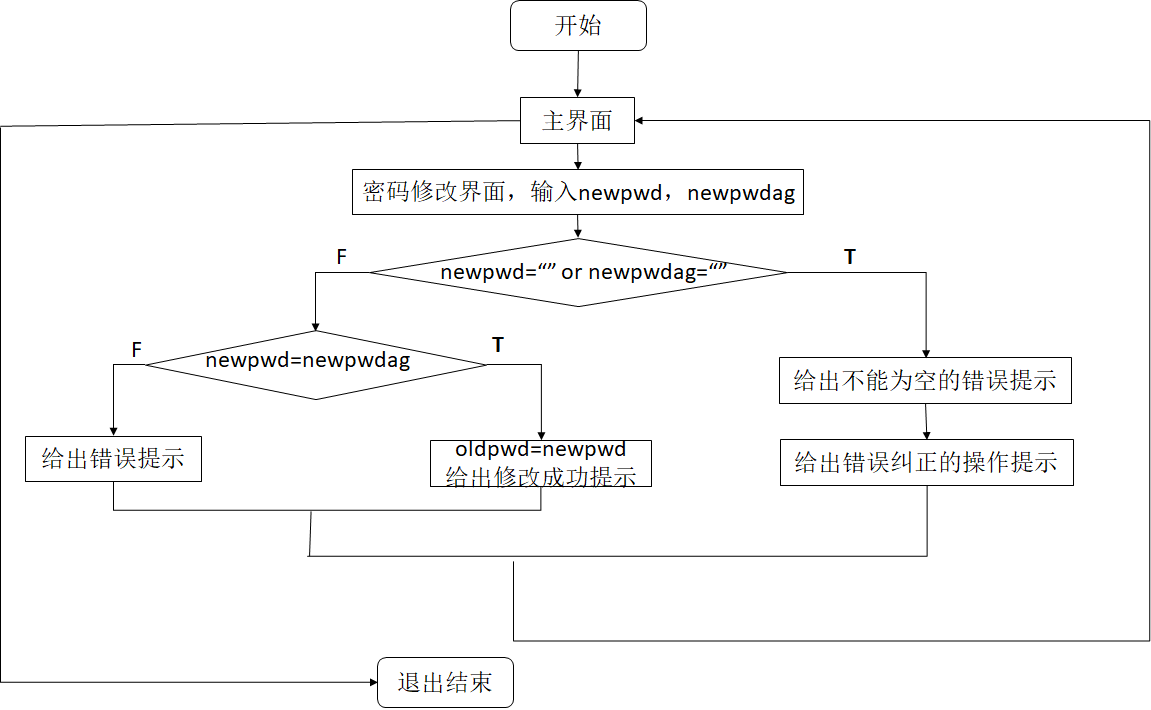 开始
主界面
密码修改界面，输入newpwd，newpwdag
F
newpwd=“” or newpwdag=“”
T
F
newpwd=newpwdag
T
给出不能为空的错误提示
给出错误提示
oldpwd=newpwd
给出修改成功提示
给出错误纠正的操作提示
退出结束